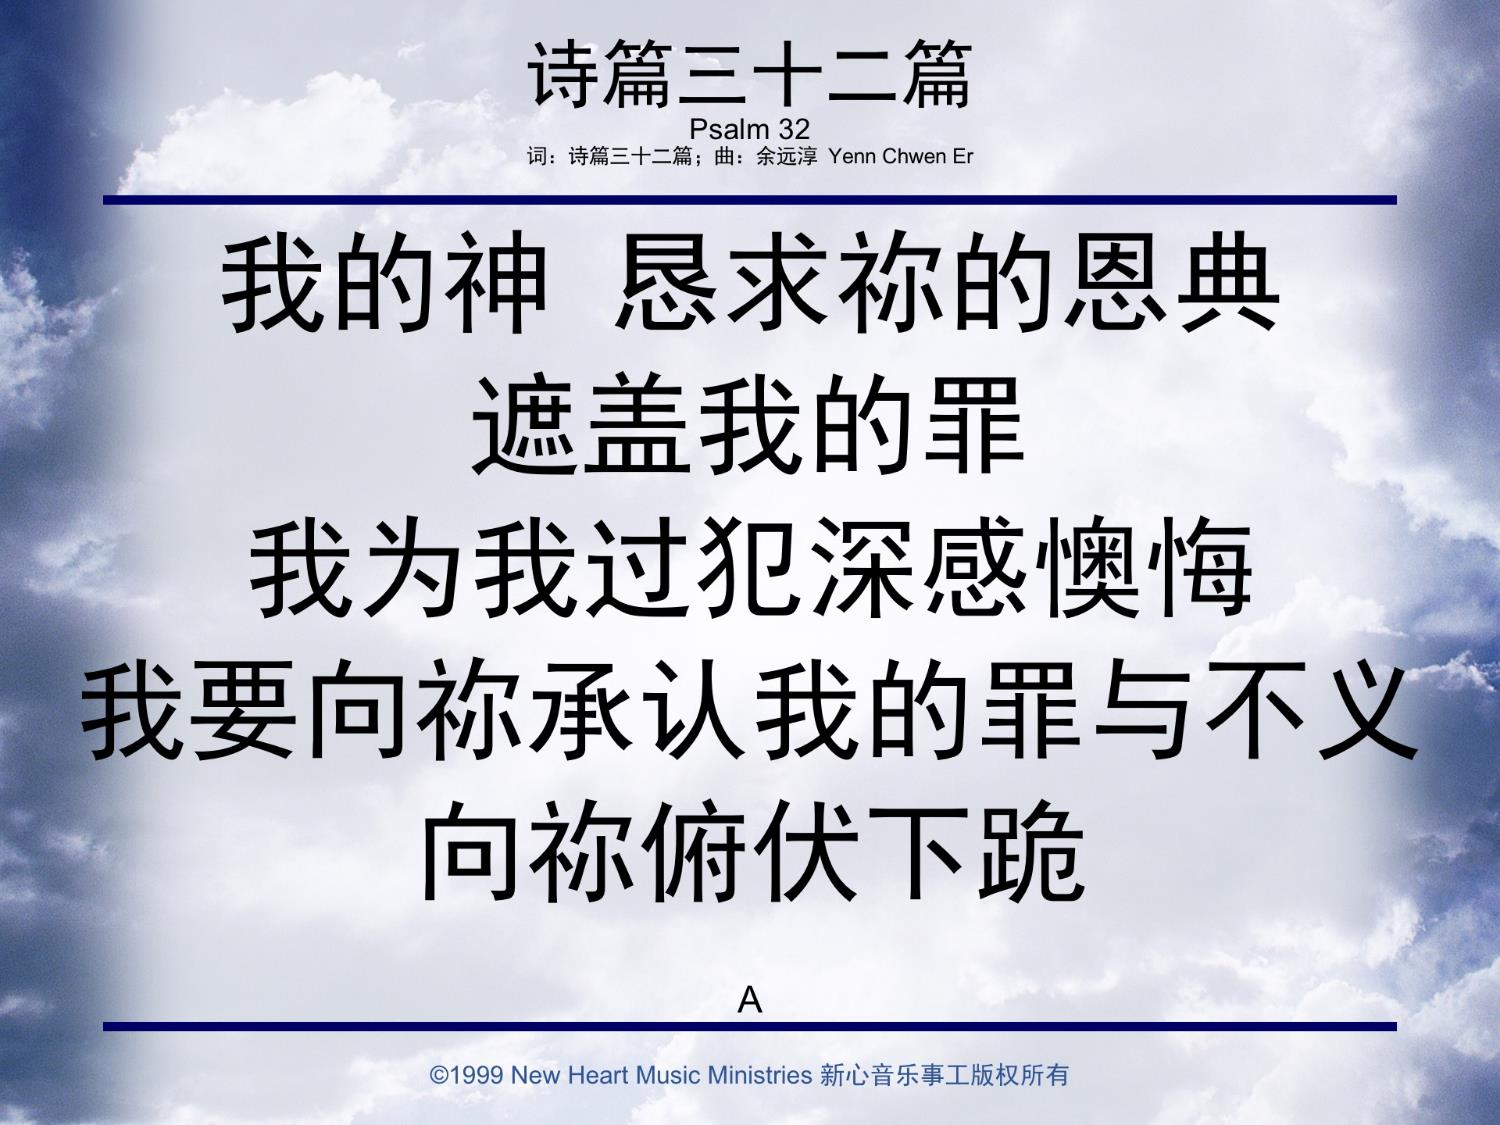 诗篇三十二篇
Psalm 32
词：诗篇三十二篇；曲：余远淳 Yenn Chwen Er
我的神 恳求祢的恩典
遮盖我的罪
我为我过犯深感懊悔
我要向祢承认我的罪与不义
向祢俯伏下跪
A
©1999 New Heart Music Ministries 新心音乐事工版权所有